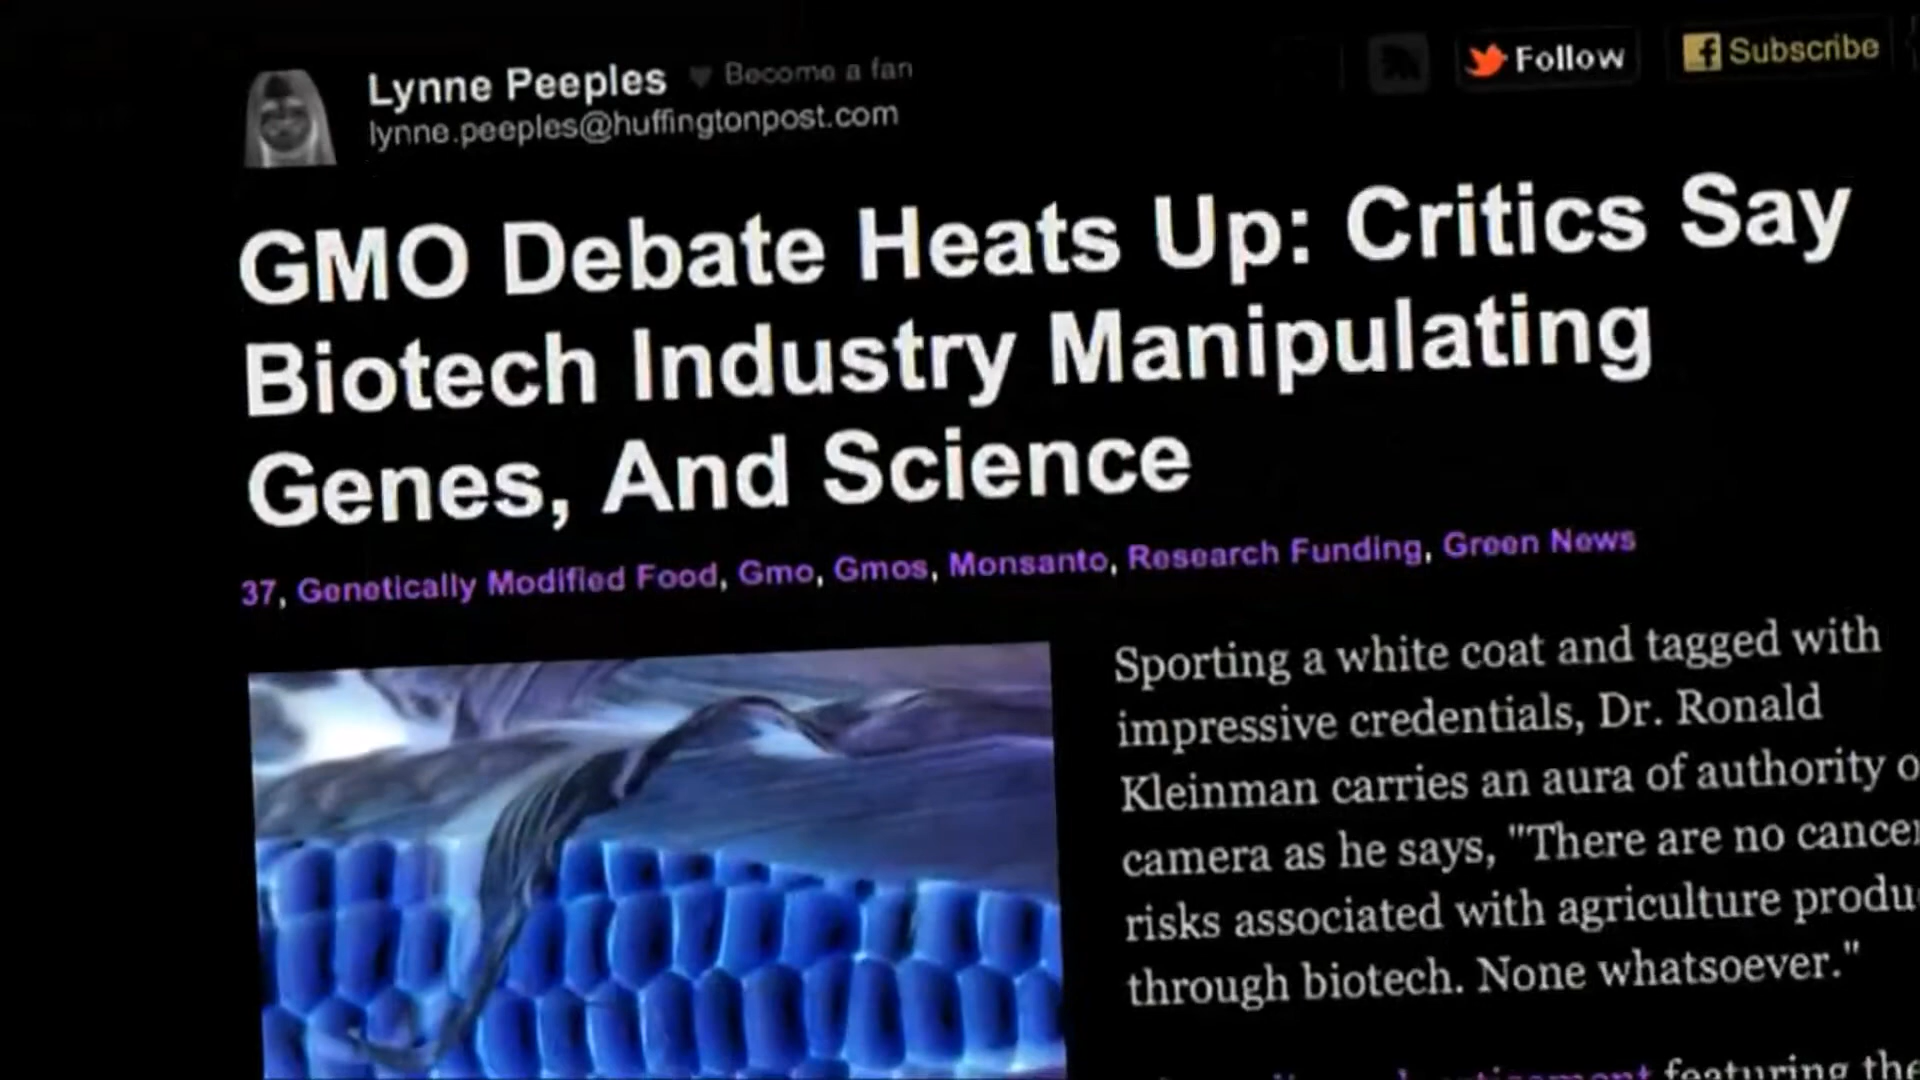 Lynne Peeples Become a fan
lynne.peeples@huffingtonpost.com
Follow
Subscribe
GMO Debate Heats Up: Critics Say
Biotech Industry Manipulating
Genes, And Science
37, Genetically Modified Food, Gmo, Gmos, Monsanto, Research Funding, Green News
Sporting a white coat and tagged with
impressive credentials, Dr. Ronald
Kleinman carries an aura of authority
camera as he says, "There are no cancer
risks associated with agriculture
through biotech. None whatsoever."
featuring the